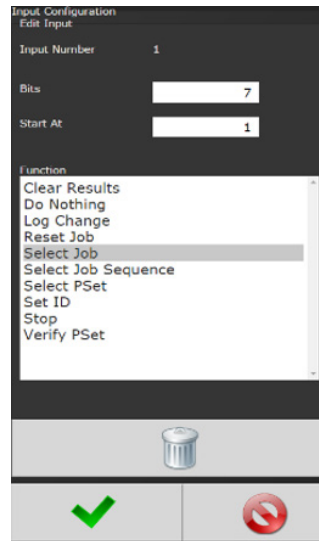 Input Configuration
Edit Input
Input Number 1
Bits 7
Start At 1
Function
Clear Results
Do Nothing
Log Change
Reset Job
Select Job
Select Job Sequence
Select PSet
Set ID
Stop
Verify PSet